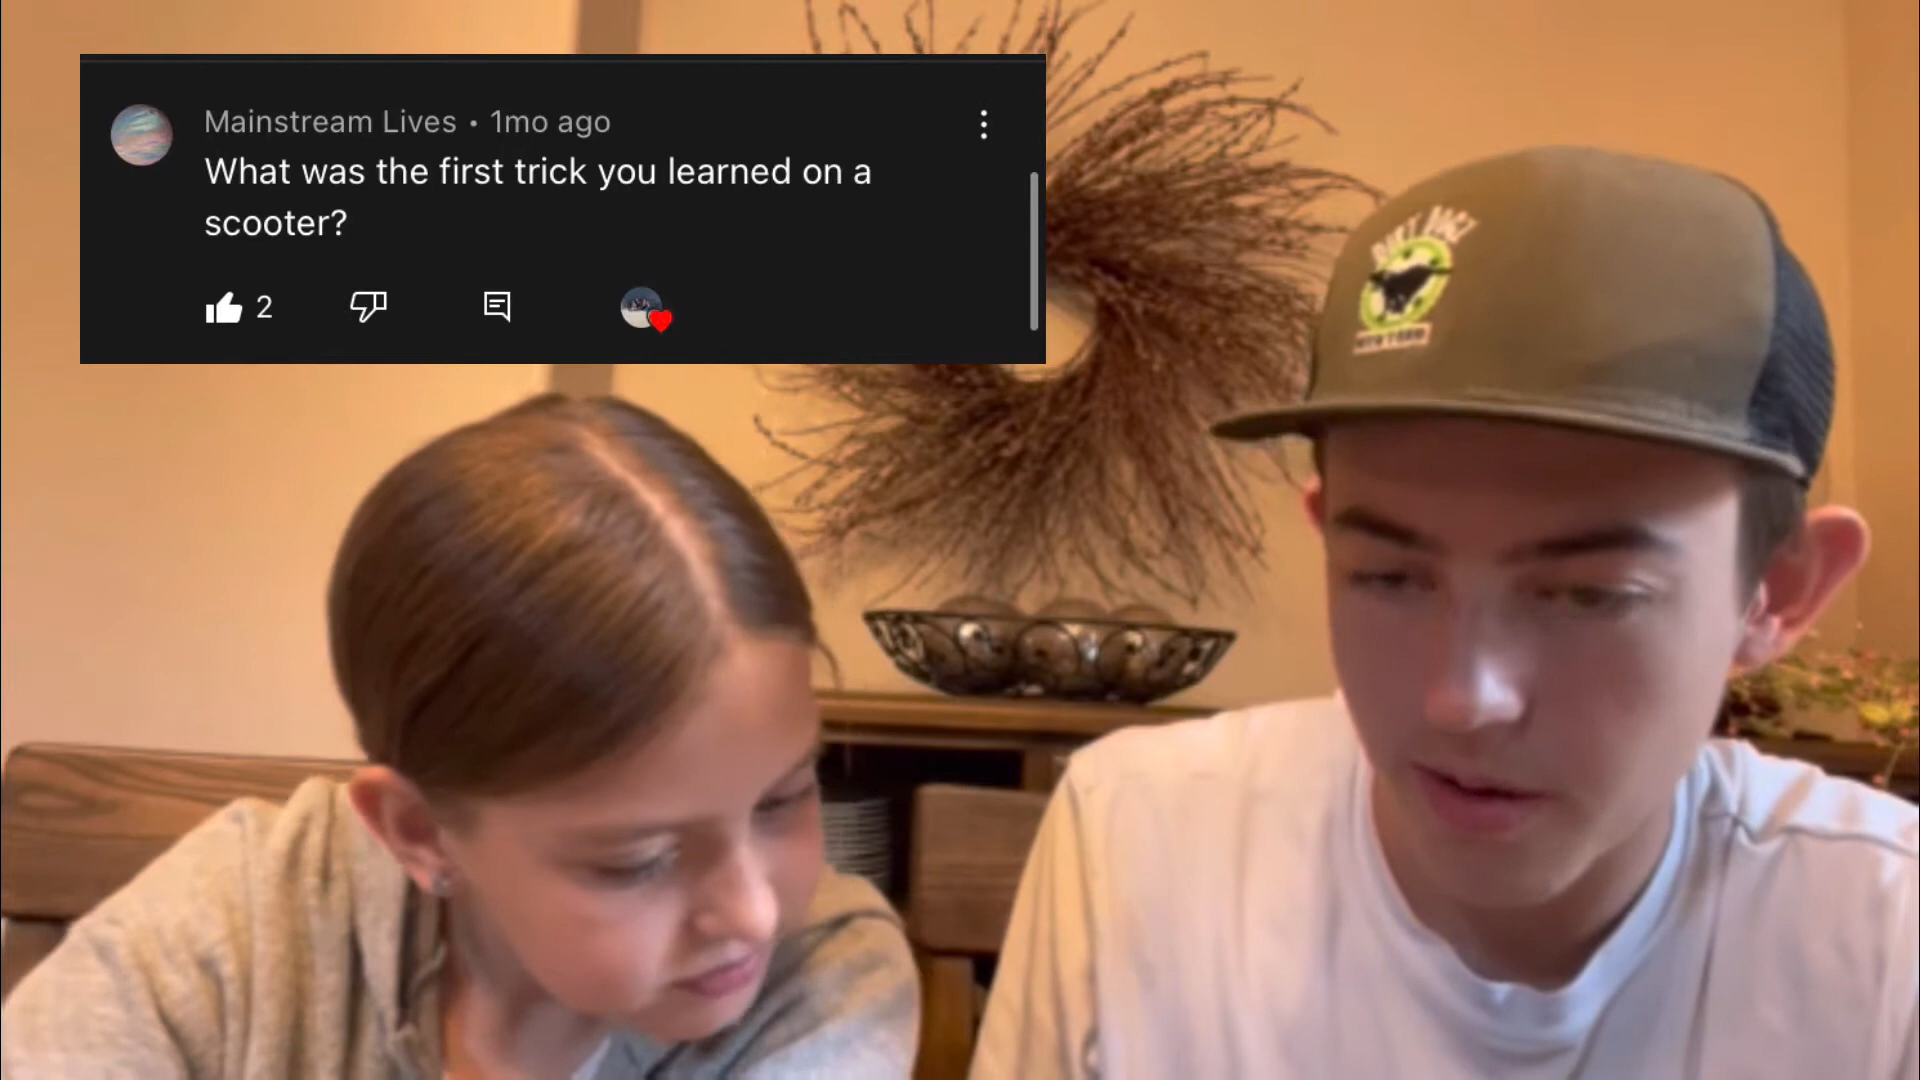 Mainstream Lives • 1mo ago
What was the first trick you learned on a
scooter?
2